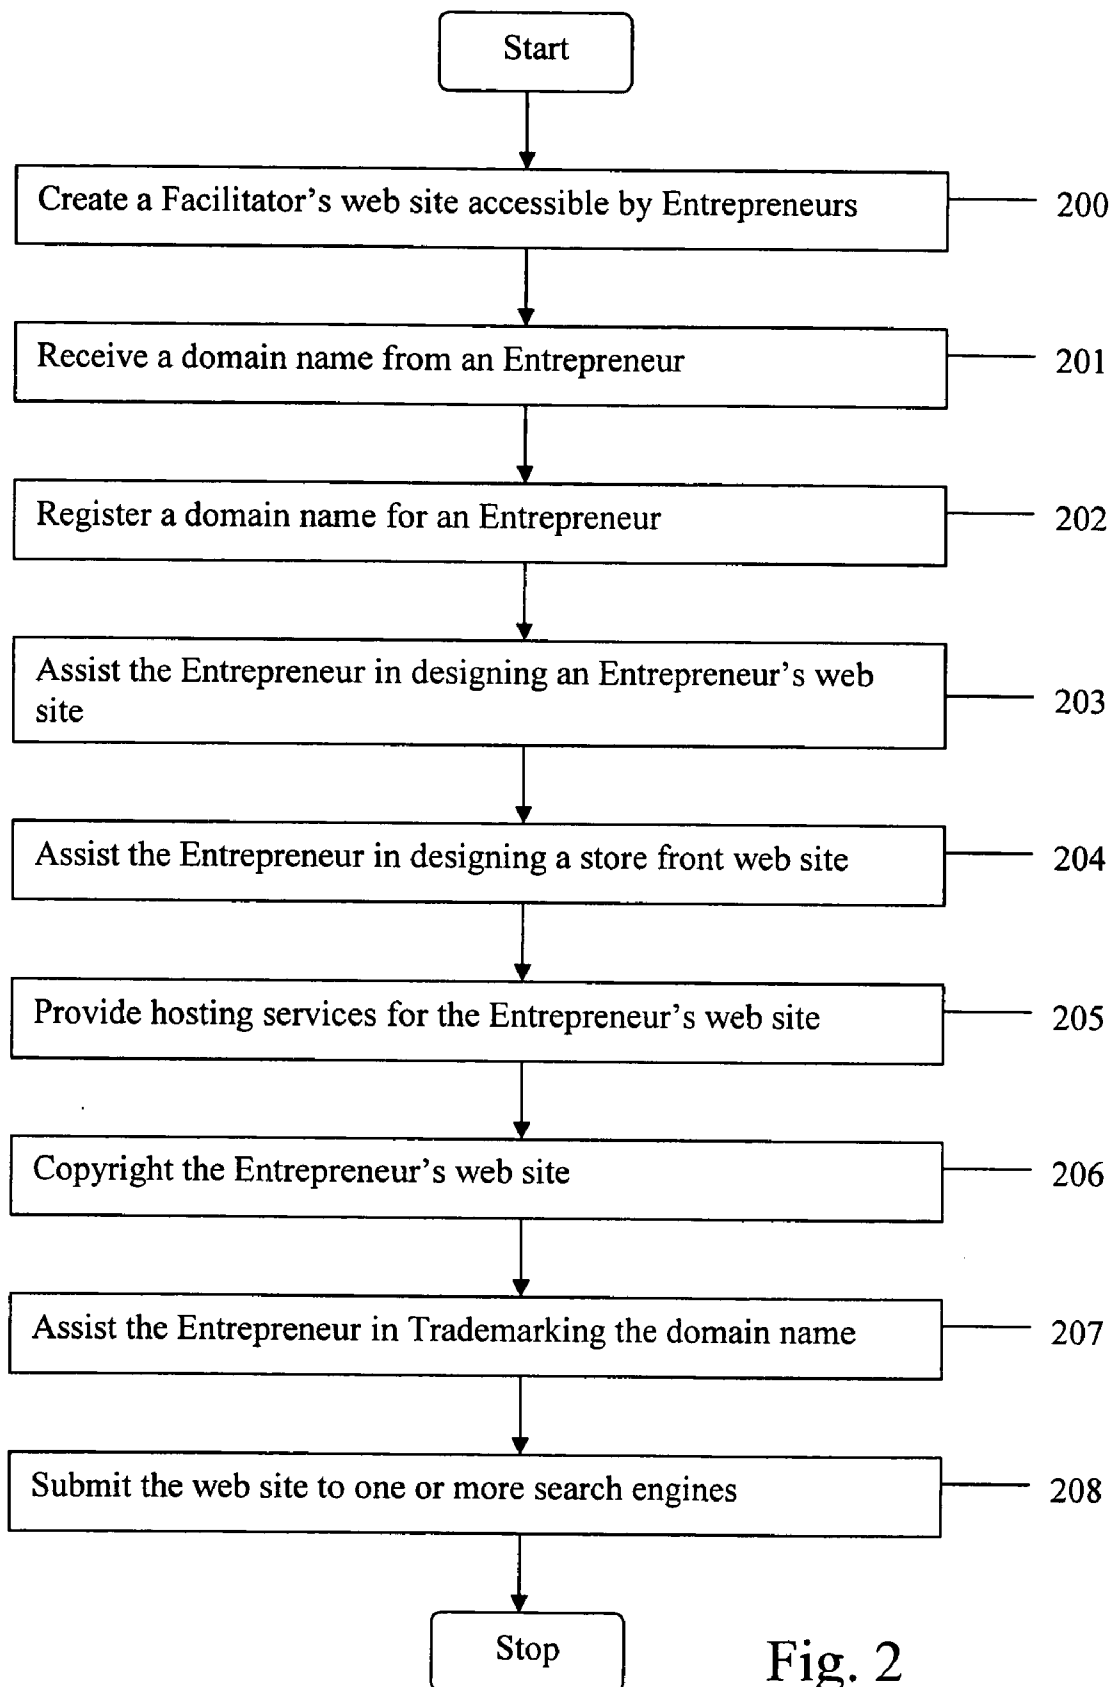 Start
Create a Facilitator's web site accessible by Entrepreneurs
200
Receive a domain name from an Entrepreneur
201
Register a domain name for an Entrepreneur
202
Assist the Entrepreneur in designing an Entrepreneur's web
site
203
Assist the Entrepreneur in designing a store front web site
204
Provide hosting services for the Entrepreneur's web site
205
Copyright the Entrepreneur's web site
206
Assist the Entrepreneur in Trademarking the domain name
207
Submit the web site to one or more search engines
208
Stop
Fig. 2